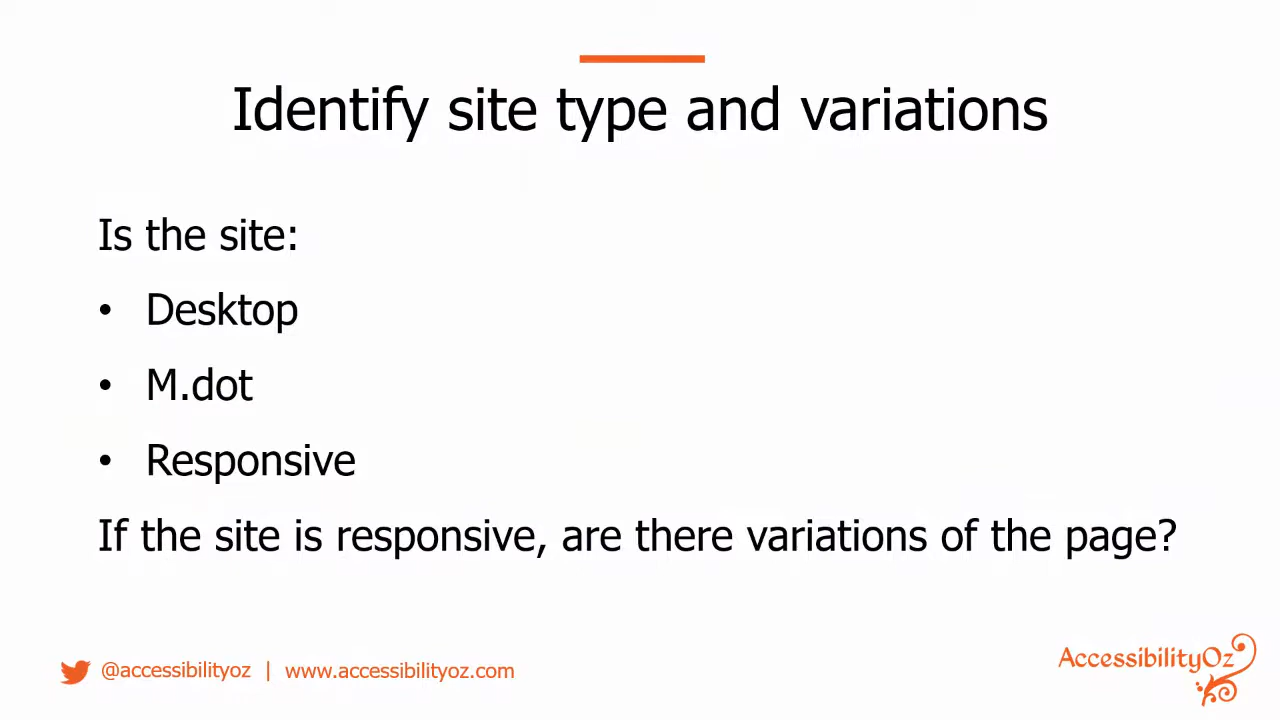 Identify site type and variations
Is the site:
• Desktop
• M.dot
• Responsive
If the site is responsive, are there variations of the page?
@accessibilityoz | www.accessibilityoz.com
AccessibilityOz